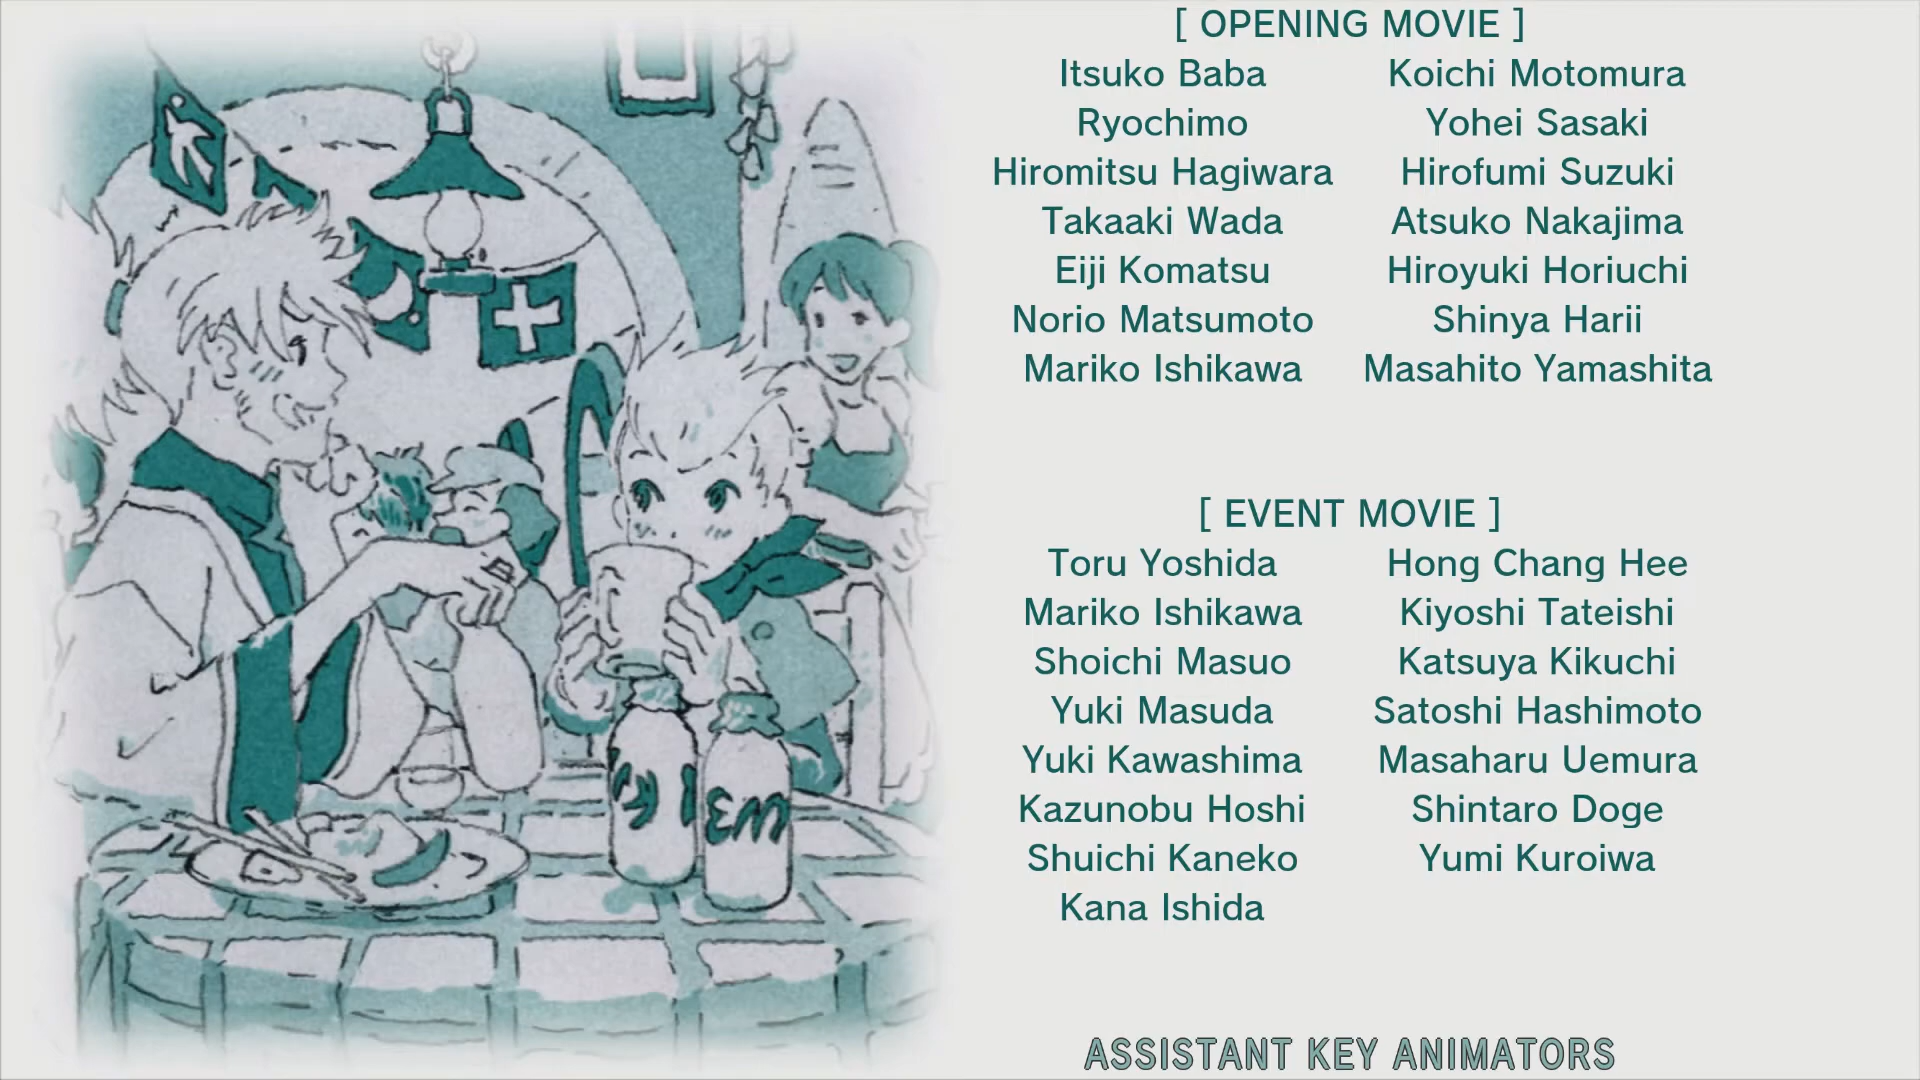 [ OPENING MOVIE ]
Itsuko Baba Koichi Motomura
Ryochimo Yohei Sasaki
Hiromitsu Hagiwara Hirofumi Suzuki
Takaaki Wada Atsuko Nakajima
Eiji Komatsu Hiroyuki Horiuchi
Norio Matsumoto Shinya Harii
Mariko Ishikawa Masahito Yamashita
[ EVENT MOVIE ]
Toru Yoshida Hong Chang Hee
Mariko Ishikawa Kiyoshi Tateishi
Shoichi Masuo Katsuya Kikuchi
Yuki Masuda Satoshi Hashimoto
Yuki Kawashima Masaharu Uemura
Kazunobu Hoshi Shintaro Doge
Shuichi Kaneko Yumi Kuroiwa
Kana Ishida
ASSISTANT KEY ANIMATORS